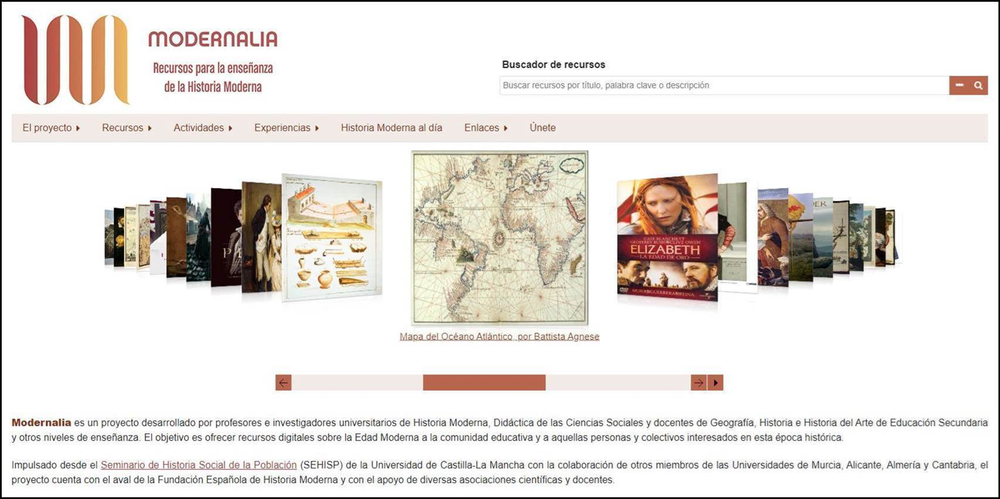 MODERNALIA
Recursos para la enseñanza
de la Historia Moderna
Buscador de recursos
Buscar recursos por título, palabra clave o descripción
El proyecto
Recursos
Actividades
Experiencias
Historia Moderna al día
Enlaces
Únete
CATE BLANCHETT
GEOFFREY RUSH CLIVE OWEN
ELIZABETH
LA EDAD DE ORO
MUJER GUERRERA REINA
Mapa del Océano Atlántico, por Battista Agnese
Modernalia es un proyecto desarrollado por profesores e investigadores universitarios de Historia Moderna, Didáctica de las Ciencias Sociales y docentes de Geografía, Historia e Historia del Arte de Educación Secundaria
y otros niveles de enseñanza. El objetivo es ofrecer recursos digitales sobre la Edad Moderna a la comunidad educativa y a aquellas personas y colectivos interesados en esta época histórica.
Impulsado desde el Seminario de Historia Social de la Población (SEHISP) de la Universidad de Castilla-La Mancha con la colaboración de otros miembros de las Universidades de Murcia, Alicante, Almería y Cantabria, el
proyecto cuenta con el aval de la Fundación Española de Historia Moderna y con el apoyo de diversas asociaciones científicas y docentes.